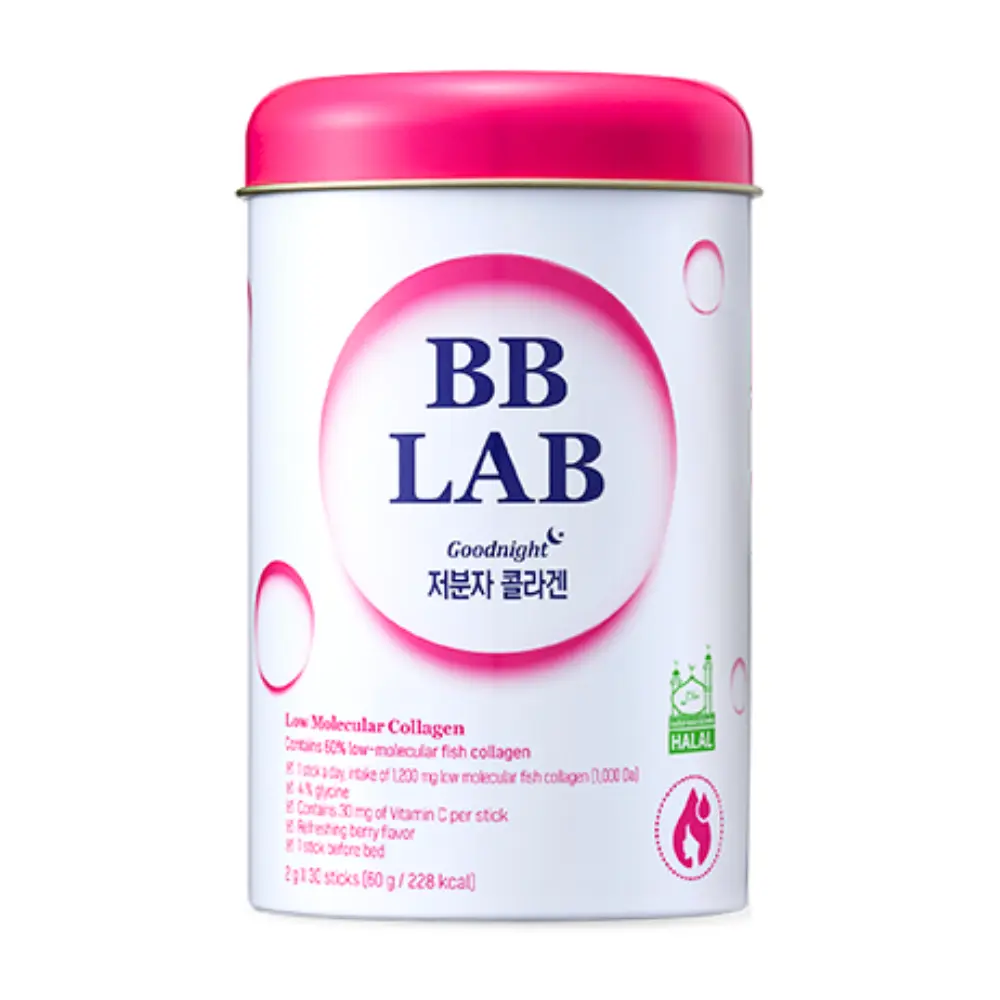 BB
LAB
Goodnight
저분자 콜라겐
Low Molecular Collagen
Contains 60% low-molecular fish collagen
1 stick a day, intake of 1,200 mg low molecular fish collagen (1,000 Da)
4% glycine
Contains 30 mg of Vitamin C per stick
Refreshing berry flavor
1 stick before bed
2 g X 30 sticks (60 g / 228 kcal)
HALAL